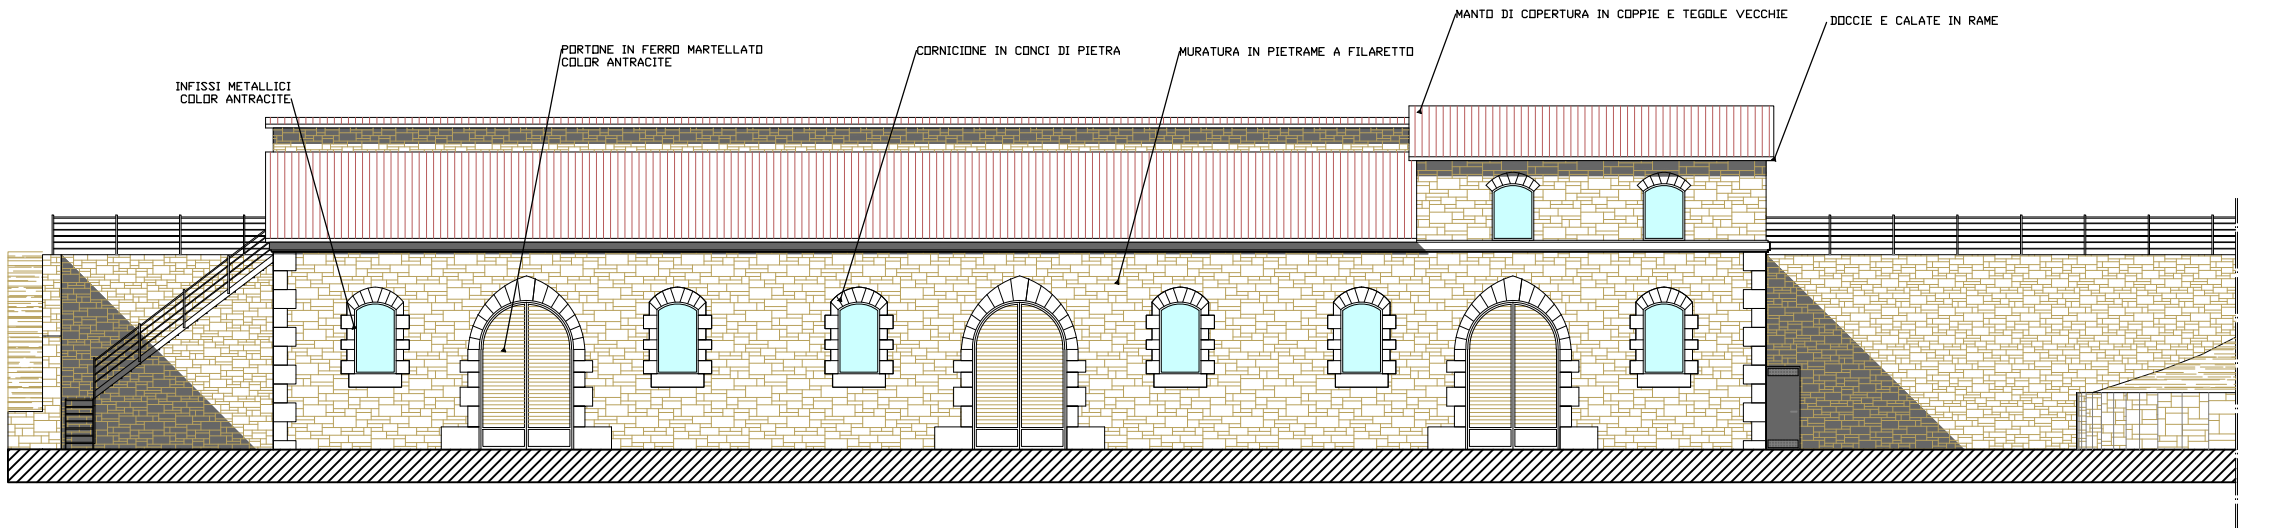 MANTO DI COPERTURA IN COPPIE E TEGOLE VECCHIE
DOCCIE E CALATE IN RAME
PORTONE IN FERRO MARTELLATO
COLOR ANTRACITE
CORNICIONE IN CONCI DI PIETRA
MURATURA IN PIETRAME A FILARETTO
INFISSI METALLICI
COLOR ANTRACITE